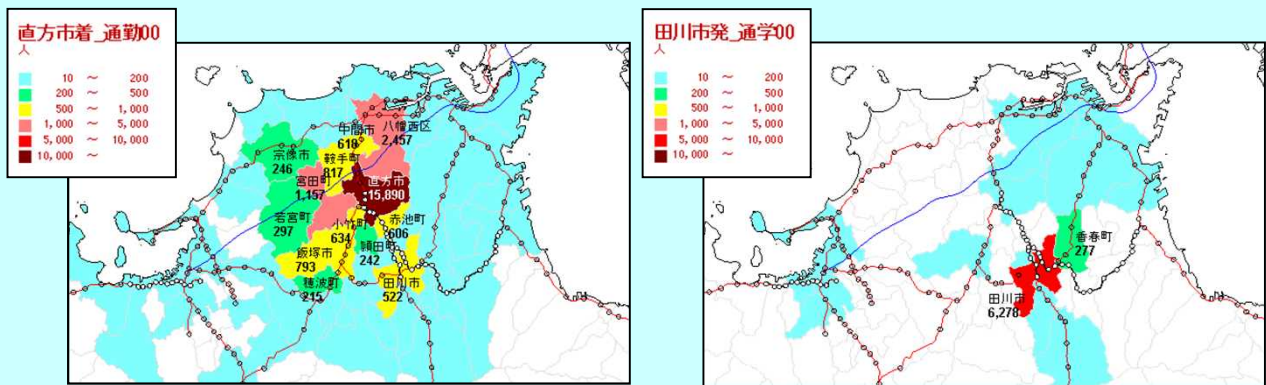 直方市着_通勤00
人
10 ～ 200
200 ～ 500
500 ～ 1,000
1,000 ～ 5,000
5,000 ～ 10,000
10,000 ～
中間市
618
八幡西区
2,457
宗像市
246
鞍手町
817
宮田町
1,157
直方市
15,890
若宮町
297
小竹町
634
赤池町
606
飯塚市
793
頴田町
242
穂波町
215
田川市
522
田川市発_通学00
人
10 ～ 200
200 ～ 500
500 ～ 1,000
1,000 ～ 5,000
5,000 ～ 10,000
10,000 ～
香春町
277
田川市
6,278